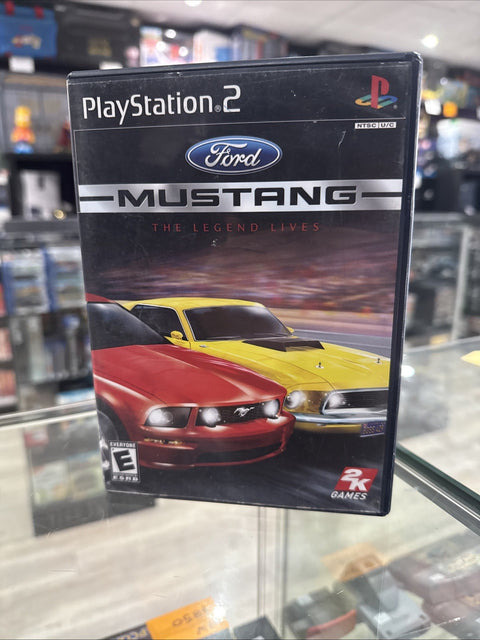 PlayStation®2
NTSC U/C
Ford
MUSTANG
THE LEGEND LIVES
EVERYONE
E
ESRB
2K
GAMES